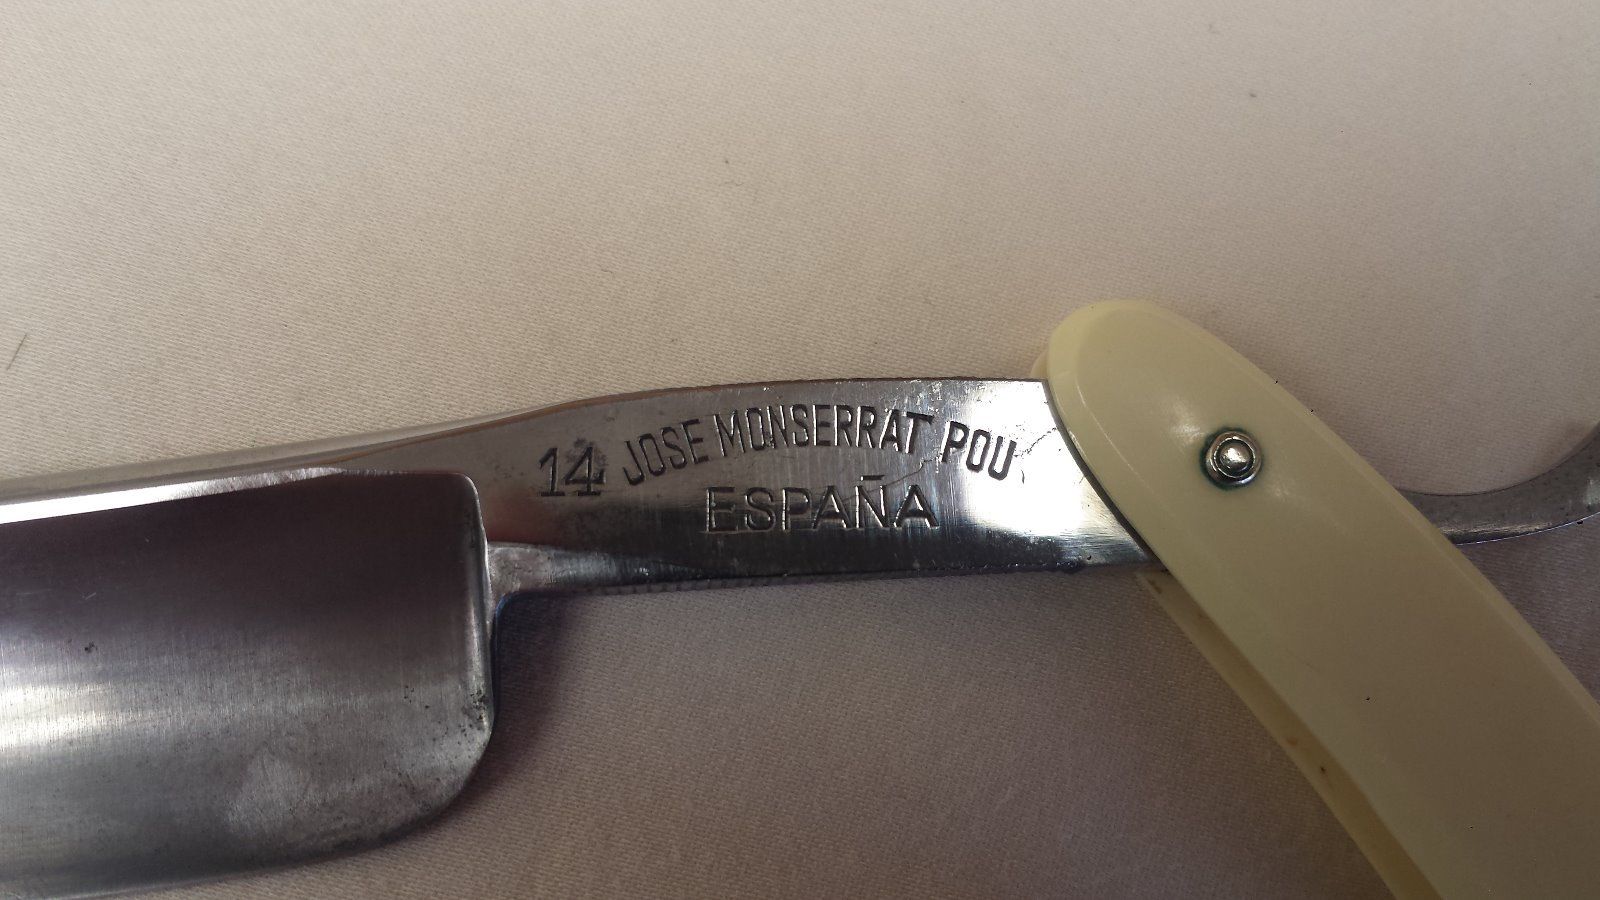 14 JOSE MONSERRAT POU
ESPAÑA